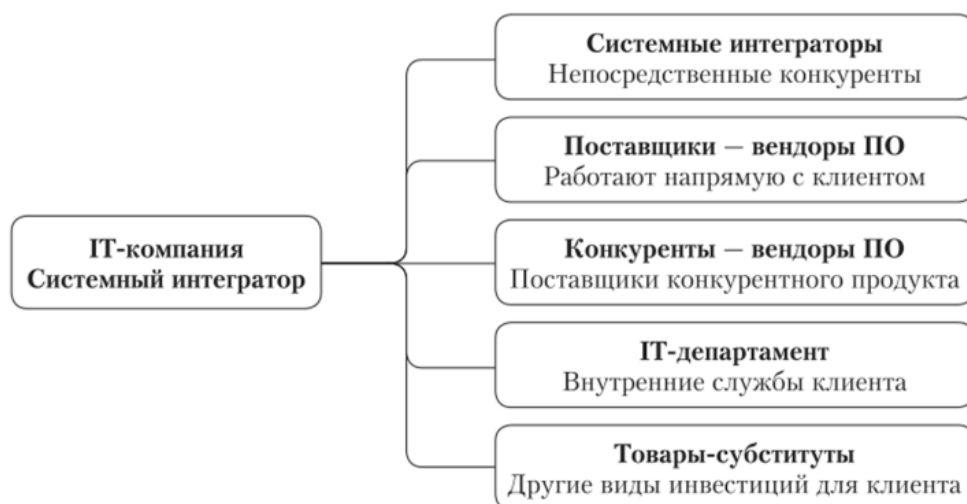 Системные интеграторы
Непосредственные конкуренты
Поставщики — вендоры ПО
Работают напрямую с клиентом
IT-компания
Системный интегратор
Конкуренты — вендоры ПО
Поставщики конкурентного продукта
IT-департамент
Внутренние службы клиента
Товары-субституты
Другие виды инвестиций для клиента